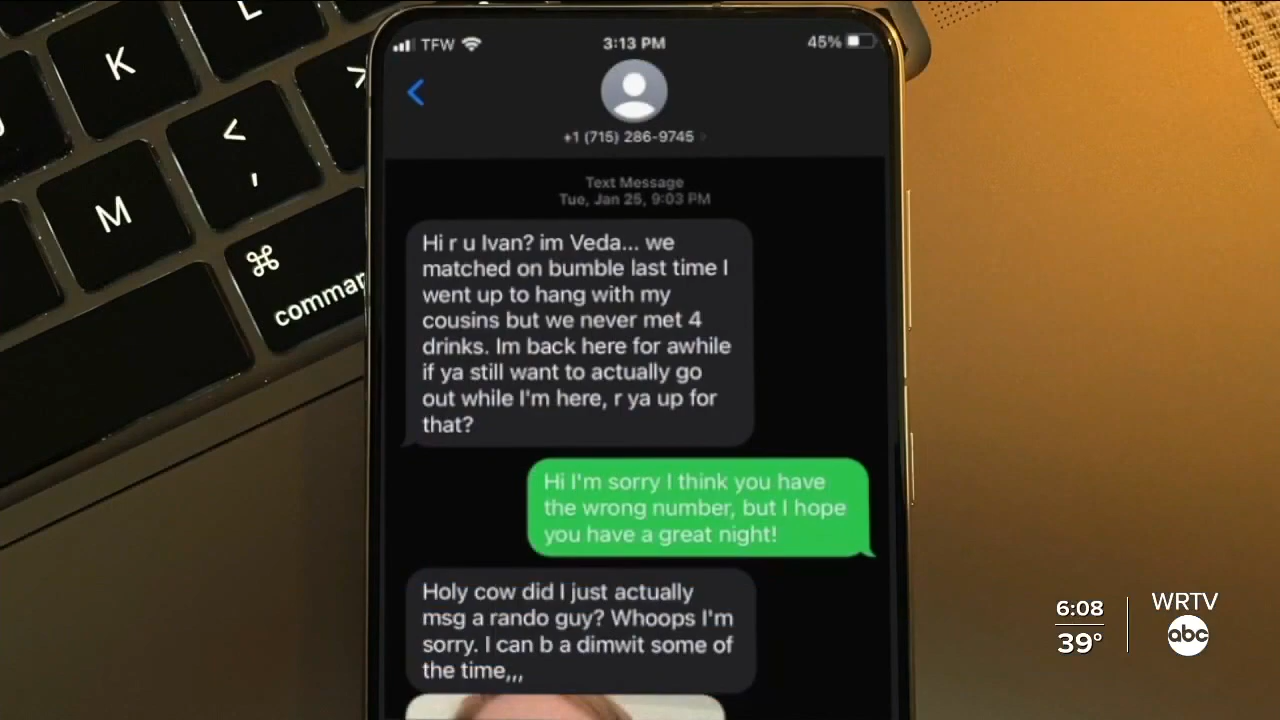 L
K
>
<
,
M
⌘
comman
TFW
3:13 PM
45%
+1 (715) 286-9745
Text Message
Tue, Jan 25, 9:03 PM
Hi r u Ivan? im Veda... we
matched on bumble last time I
went up to hang with my
cousins but we never met 4
drinks. Im back here for awhile
if ya still want to actually go
out while I'm here, r ya up for
that?
Hi I'm sorry I think you have
the wrong number, but I hope
you have a great night!
Holy cow did I just actually
msg a rando guy? Whoops I'm
sorry. I can b a dimwit some of
the time,,,
6:08
39°
WRTV
abc